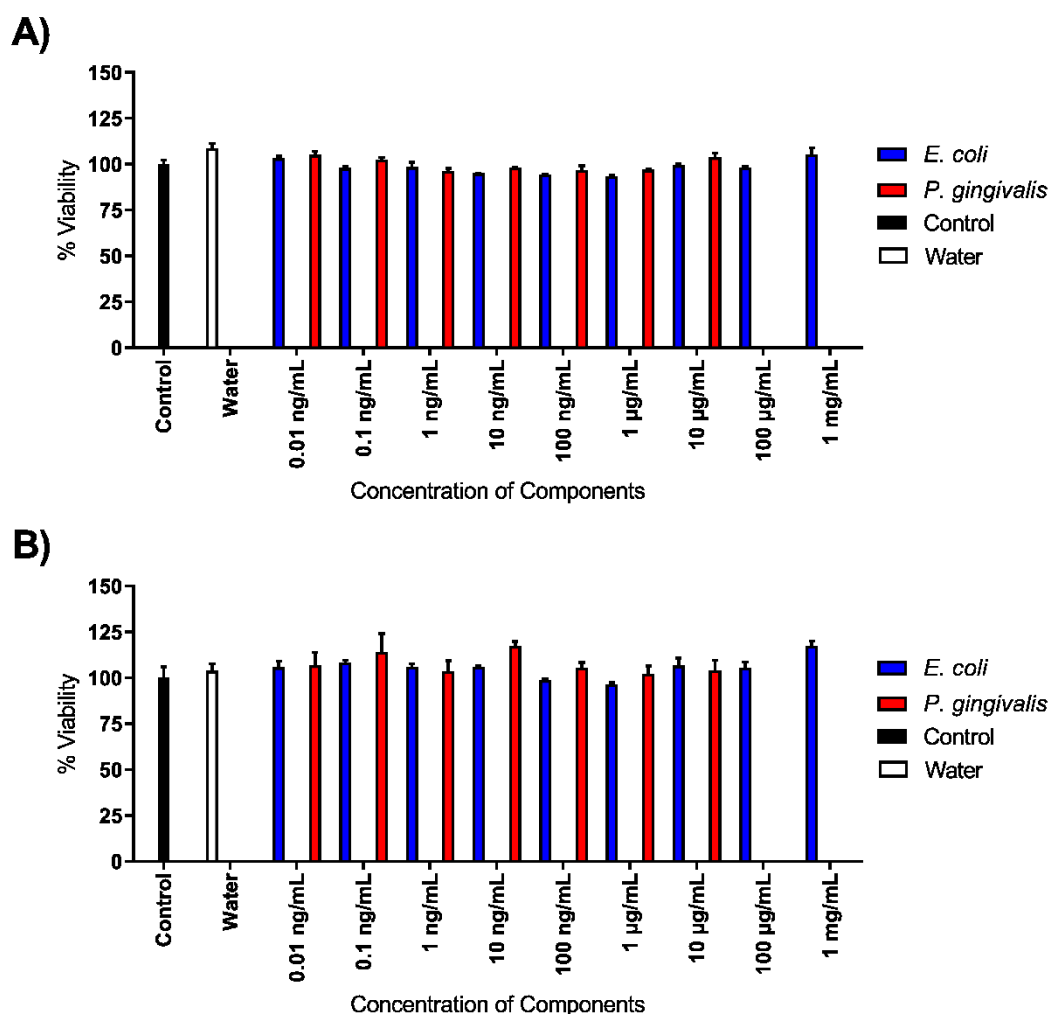 A)
150
125
100
75
50
25
0
% Viability
Control
Water
0.01 ng/mL
0.1 ng/mL
1 ng/mL
10 ng/mL
100 ng/mL
1 µg/mL
10 µg/mL
100 µg/mL
1 mg/mL
Concentration of Components
E. coli
P. gingivalis
Control
Water
B)
150
125
100
75
50
25
0
% Viability
Control
Water
0.01 ng/mL
0.1 ng/mL
1 ng/mL
10 ng/mL
100 ng/mL
1 µg/mL
10 µg/mL
100 µg/mL
1 mg/mL
Concentration of Components
E. coli
P. gingivalis
Control
Water